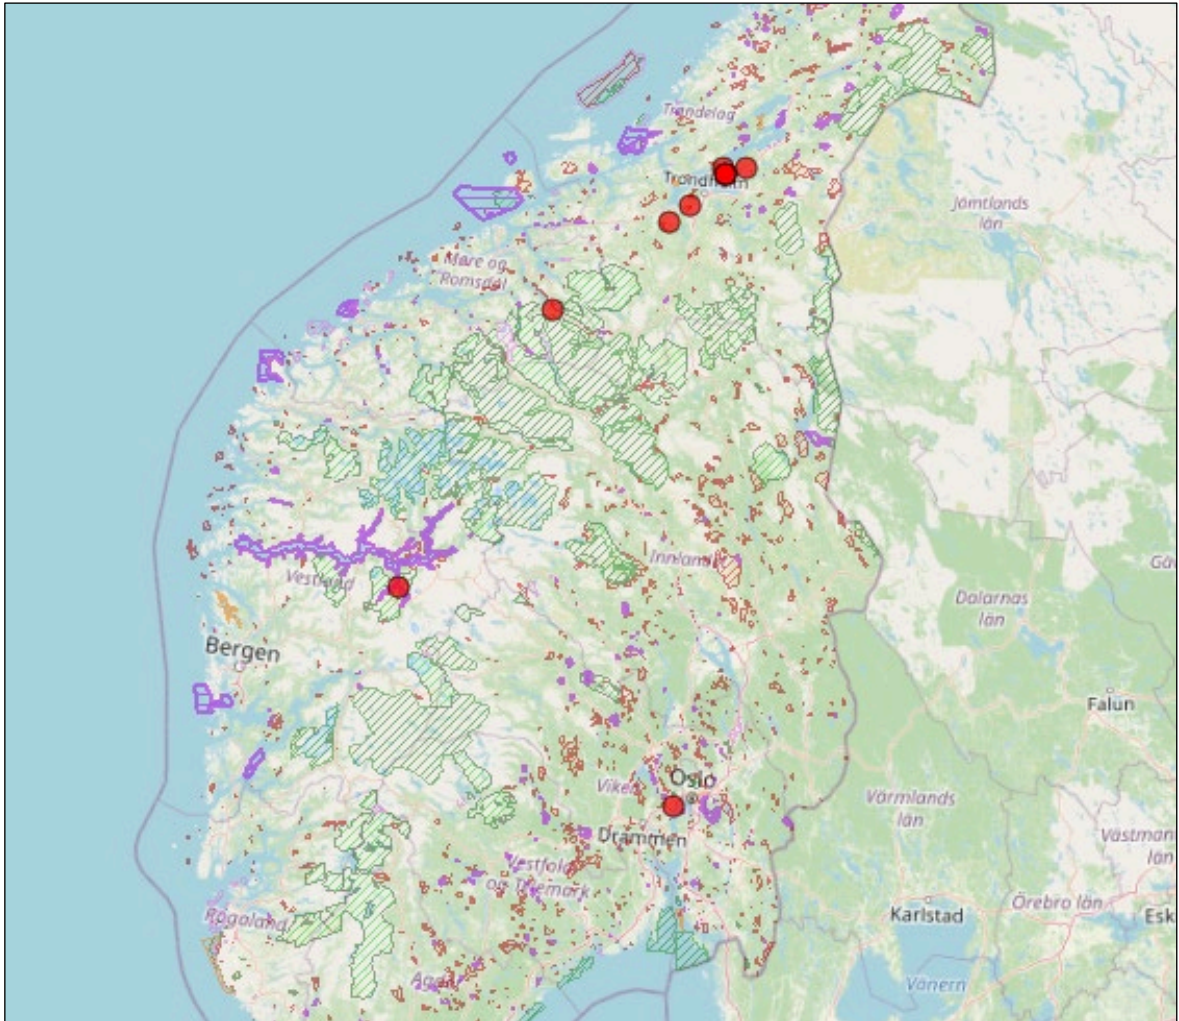 Trøndelag
Trondheim
Jämtlands
län
Møre og
Romsdal
Innlandet
Vestland
Dalarnas
län
Bergen
Falun
Oslo
Viken
Värmlands
län
Drammen
Västman
län
Vestfold
og Telemark
Rogaland
Karlstad
Örebro län
Esk
Agder
Vänern